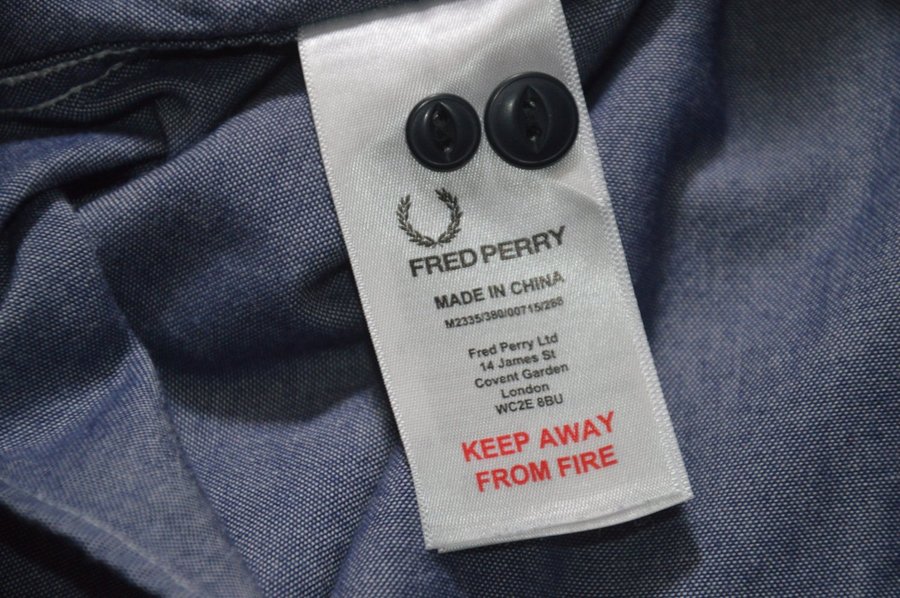 FRED PERRY
MADE IN CHINA
M2335/380/00715/268
Fred Perry Ltd
14 James St
Covent Garden
London
WC2E 8BU
KEEP AWAY
FROM FIRE